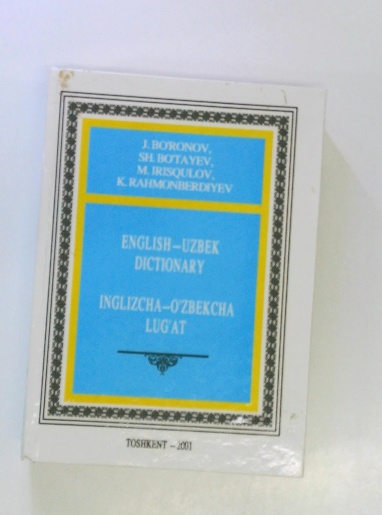 J. BO'RONOV,
SH. BOTAYEV,
M. IRISQULOV,
K. RAHMONBERDIYEV
ENGLISH–UZBEK
DICTIONARY
INGLIZCHA–O'ZBEKCHA
LUG'AT
TOSHKENT – 2001